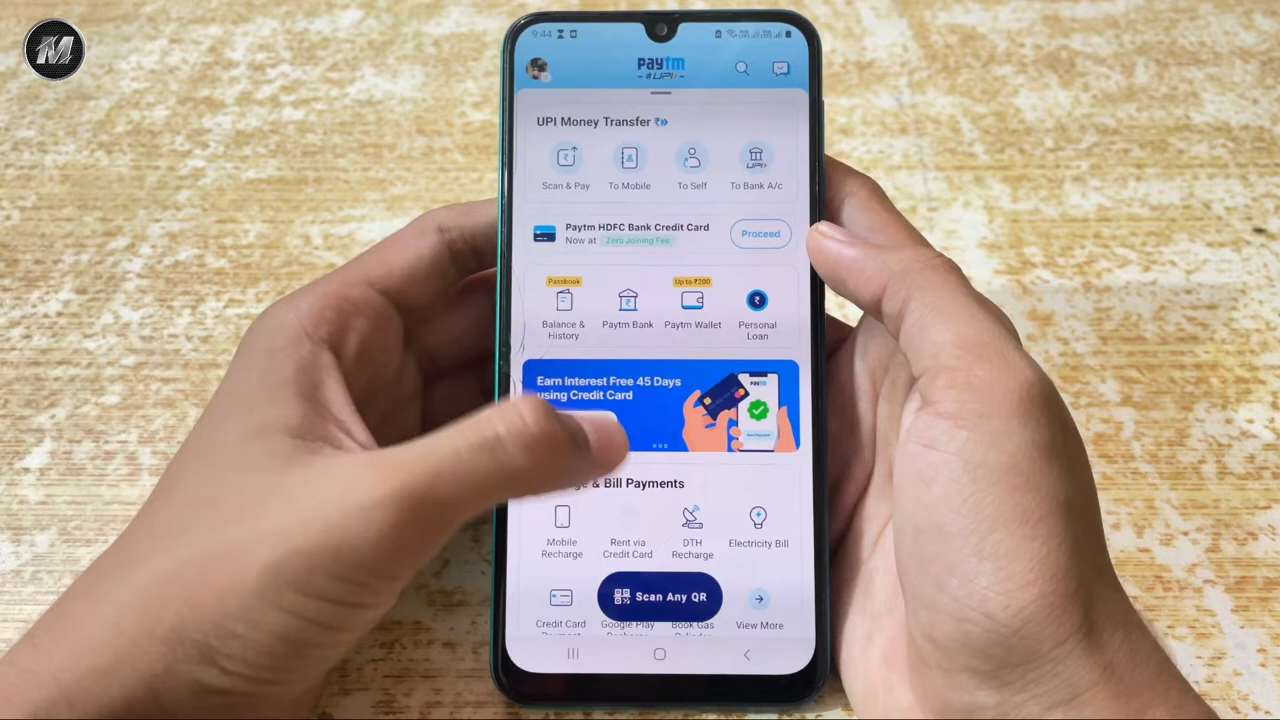 M
9:44
paytm
#UPI
UPI Money Transfer
Scan & Pay
To Mobile
To Self
UPI
To Bank A/c
Paytm HDFC Bank Credit Card
Now at Zero Joining Fee
Proceed
Passbook
Up to ₹200
Balance &
History
Paytm Bank
Paytm Wallet
Personal
Loan
Earn Interest Free 45 Days
using Credit Card
paytm
& Bill Payments
Mobile
Recharge
Rent via
Credit Card
DTH
Recharge
Electricity Bill
Scan Any QR
Credit Card
Payment
Google Play
Recharge
Book Gas
Cylinder
View More